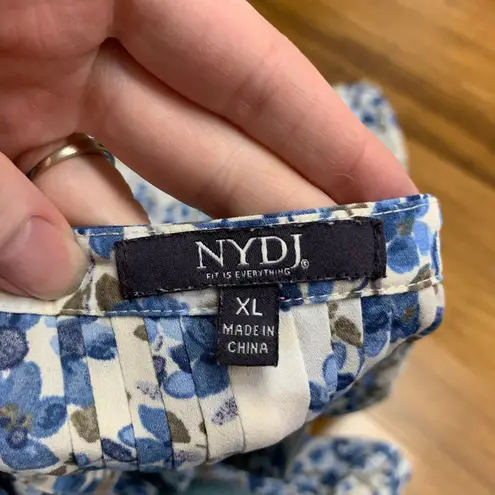 NYDJ®
FIT IS EVERYTHING
XL
MADE IN
CHINA